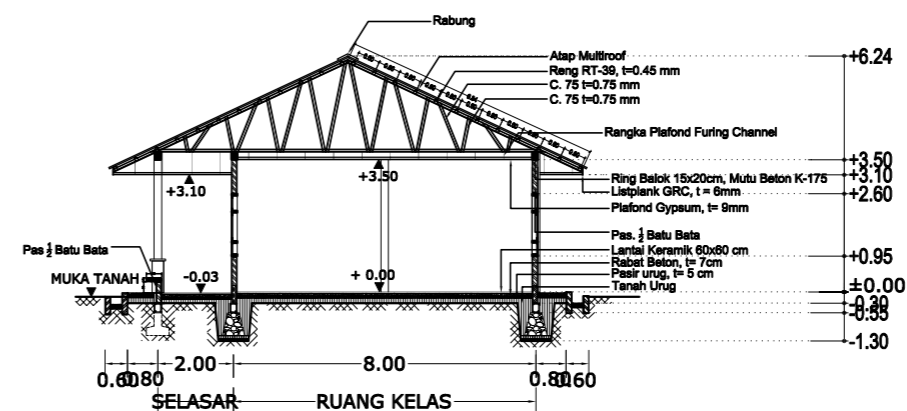 Rabung
Atap Multiroof
Reng RT-39, t=0.45 mm
C. 75 t=0.75 mm
C. 75 t=0.75 mm
Rangka Plafond Furing Channel
Ring Balok 15x20cm, Mutu Beton K-175
Listplank GRC, t = 6mm
Plafond Gypsum, t= 9mm
Pas. ½ Batu Bata
Lantai Keramik 60x60 cm
Rabat Beton, t= 7cm
Pasir urug, t= 5 cm
Tanah Urug
+6.24
+3.50
+3.10
+2.60
+0.95
±0.00
-0.30
-0.55
-1.30
+3.10
+3.50
Pas ½ Batu Bata
MUKA TANAH
-0.03
+ 0.00
0.60
0.80
2.00
8.00
0.80
0.60
SELASAR
RUANG KELAS